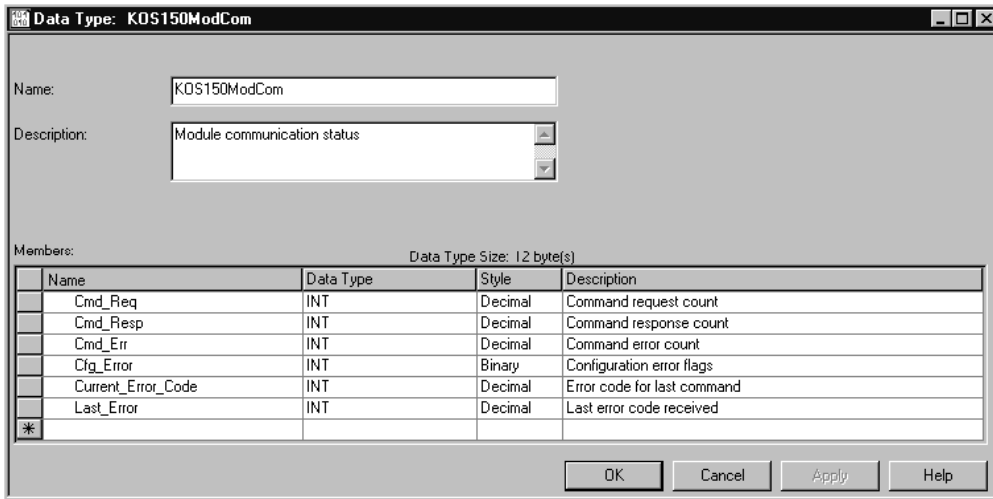 Data Type: KOS150ModCom
Name: KOS150ModCom
Description: Module communication status
Members: Data Type Size: 12 byte(s)
Name Data Type Style Description
Cmd_Req INT Decimal Command request count
Cmd_Resp INT Decimal Command response count
Cmd_Err INT Decimal Command error count
Cfg_Error INT Binary Configuration error flags
Current_Error_Code INT Decimal Error code for last command
Last_Error INT Decimal Last error code received
OK Cancel Apply Help